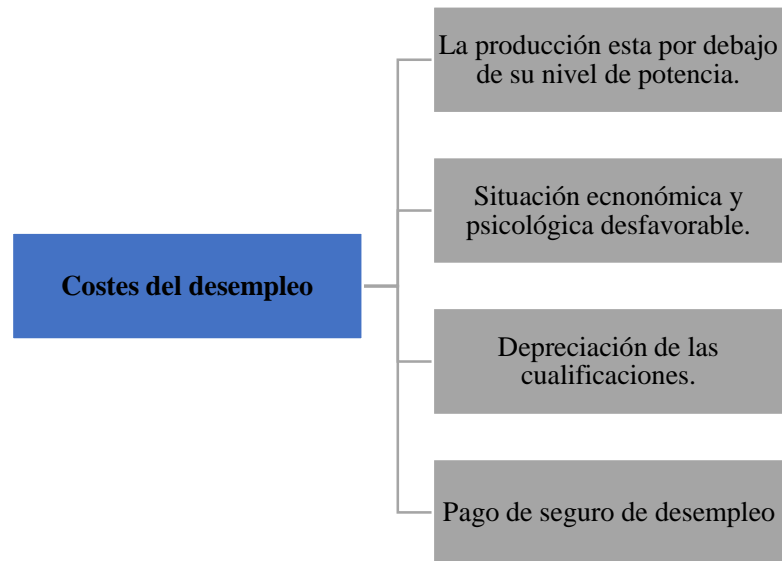 La producción esta por debajo
de su nivel de potencia.
Situación ecnonómica y
psicológica desfavorable.
Costes del desempleo
Depreciación de las
cualificaciones.
Pago de seguro de desempleo